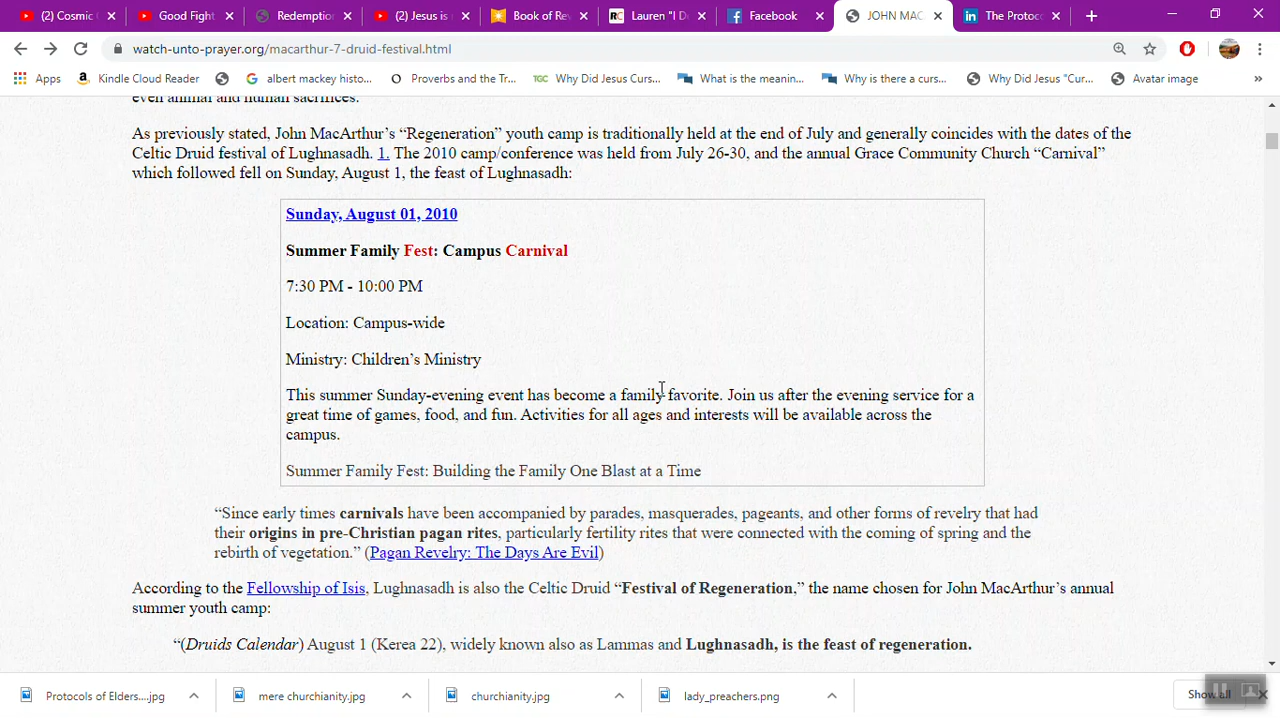 (2) Cosmic
Good Fight
Redemption
(2) Jesus is
Book of Re
Lauren "I D
Facebook
JOHN MAC
The Protoc
watch-unto-prayer.org/macarthur-7-druid-festival.html
Apps
Kindle Cloud Reader
albert mackey histo...
Proverbs and the Tr...
TGC Why Did Jesus Curs...
What is the meanin...
Why is there a curs...
Why Did Jesus "Cur...
Avatar image
»
even animal and human sacrifices.
As previously stated, John MacArthur’s “Regeneration” youth camp is traditionally held at the end of July and generally coincides with the dates of the
Celtic Druid festival of Lughnasadh. 1. The 2010 camp/conference was held from July 26-30, and the annual Grace Community Church “Carnival”
which followed fell on Sunday, August 1, the feast of Lughnasadh:
Sunday, August 01, 2010
Summer Family Fest: Campus Carnival
7:30 PM - 10:00 PM
Location: Campus-wide
Ministry: Children’s Ministry
This summer Sunday-evening event has become a family favorite. Join us after the evening service for a
great time of games, food, and fun. Activities for all ages and interests will be available across the
campus.
Summer Family Fest: Building the Family One Blast at a Time
“Since early times carnivals have been accompanied by parades, masquerades, pageants, and other forms of revelry that had
their origins in pre-Christian pagan rites, particularly fertility rites that were connected with the coming of spring and the
rebirth of vegetation.” (Pagan Revelry: The Days Are Evil)
According to the Fellowship of Isis, Lughnasadh is also the Celtic Druid “Festival of Regeneration,” the name chosen for John MacArthur’s annual
summer youth camp:
“(Druids Calendar) August 1 (Kerea 22), widely known also as Lammas and Lughnasadh, is the feast of regeneration.
Protocols of Elders....jpg
mere churchianity.jpg
churchianity.jpg
lady_preachers.png
Show all